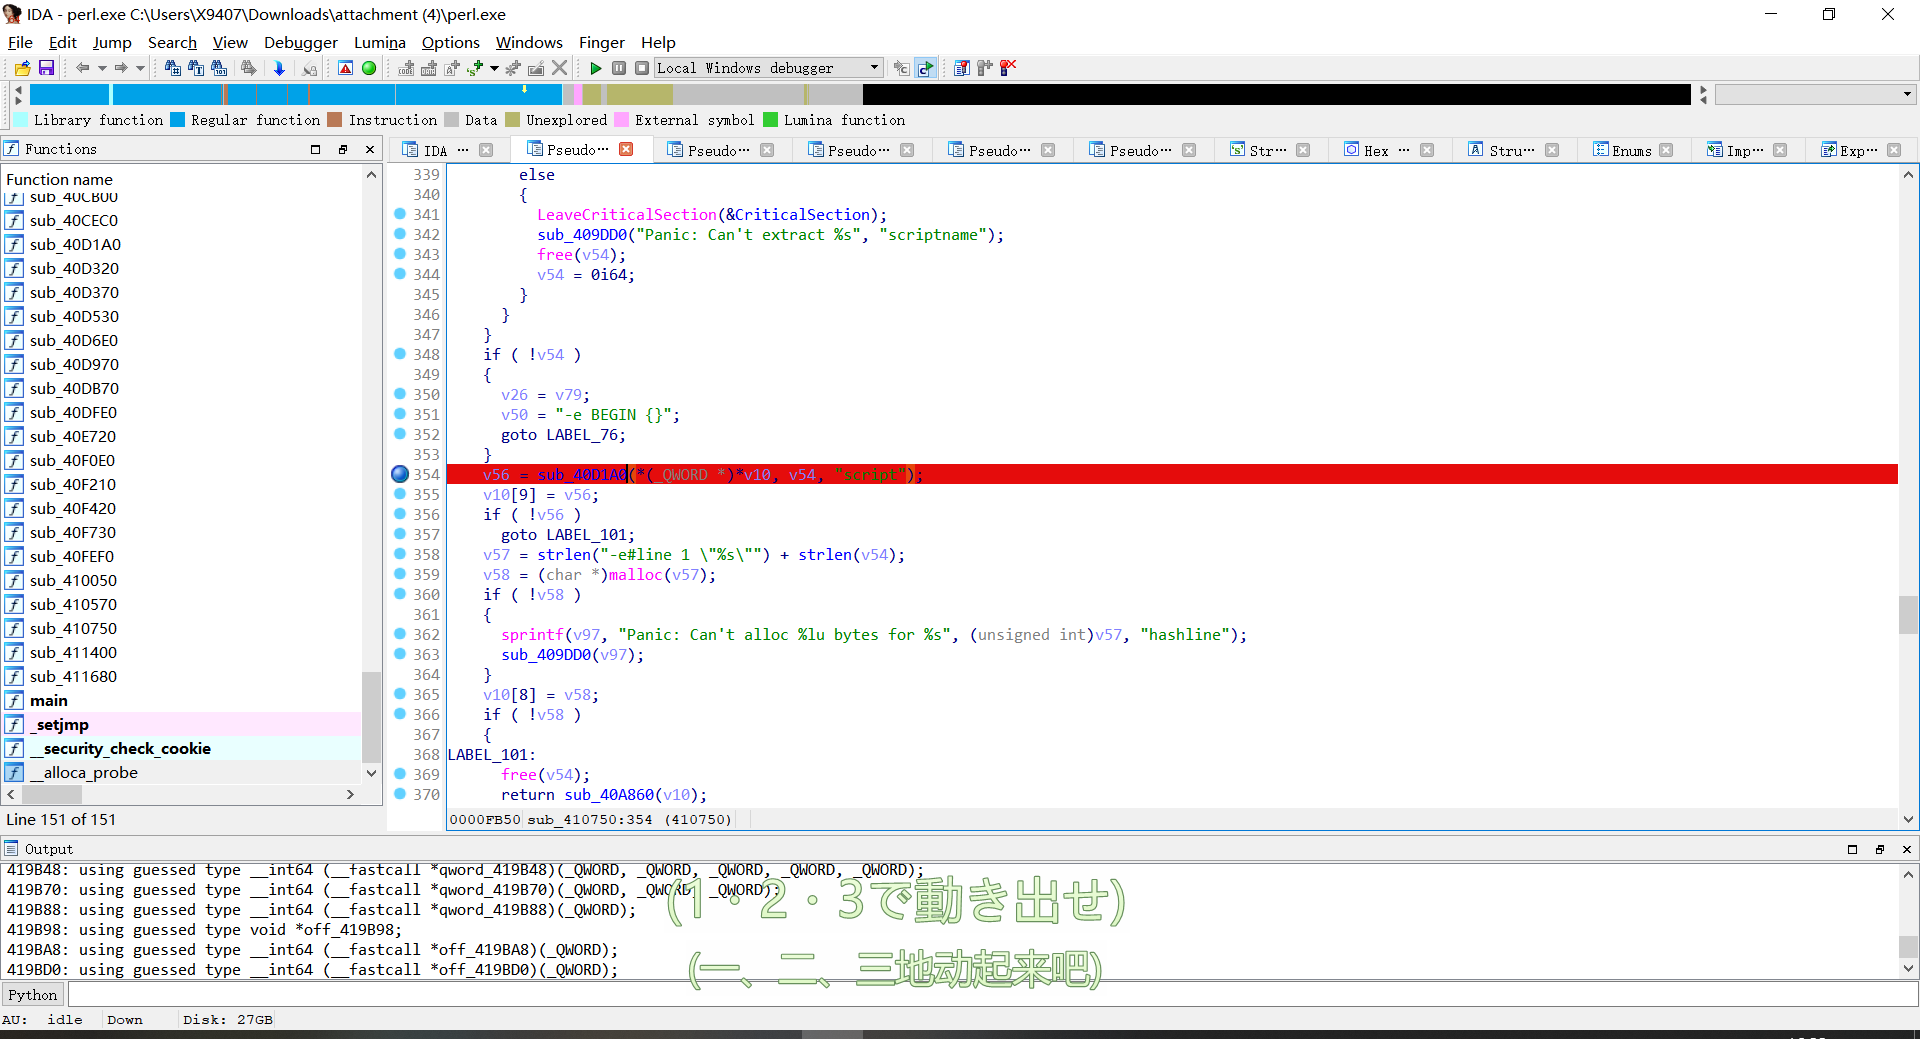 IDA - perl.exe C:\Users\X9407\Downloads\attachment (4)\perl.exe
File Edit Jump Search View Debugger Lumina Options Windows Finger Help
Local Windows debugger
Library function Regular function Instruction Data Unexplored External symbol Lumina function
Functions
IDA ··· Pseudo··· Pseudo··· Pseudo··· Pseudo··· Pseudo··· Str··· Hex ··· Stru··· Enums Imp··· Exp···
Function name
sub_40CB00
sub_40CEC0
sub_40D1A0
sub_40D320
sub_40D370
sub_40D530
sub_40D6E0
sub_40D970
sub_40DB70
sub_40DFE0
sub_40E720
sub_40F0E0
sub_40F210
sub_40F420
sub_40F730
sub_40FEF0
sub_410050
sub_410570
sub_410750
sub_411400
sub_411680
main
_setjmp
__security_check_cookie
__alloca_probe
Line 151 of 151
339 else
340 {
341 LeaveCriticalSection(&CriticalSection);
342 sub_409DD0("Panic: Can't extract %s", "scriptname");
343 free(v54);
344 v54 = 0i64;
345 }
346 }
347 }
348 if ( !v54 )
349 {
350 v26 = v79;
351 v50 = "-e BEGIN {}";
352 goto LABEL_76;
353 }
354 v56 = sub_40D1A0(*(_QWORD *)*v10, v54, "script");
355 v10[9] = v56;
356 if ( !v56 )
357 goto LABEL_101;
358 v57 = strlen("-e#line 1 \"%s\"") + strlen(v54);
359 v58 = (char *)malloc(v57);
360 if ( !v58 )
361 {
362 sprintf(v97, "Panic: Can't alloc %lu bytes for %s", (unsigned int)v57, "hashline");
363 sub_409DD0(v97);
364 }
365 v10[8] = v58;
366 if ( !v58 )
367 {
368 LABEL_101:
369 free(v54);
370 return sub_40A860(v10);
0000FB50 sub_410750:354 (410750)
Output
419B48: using guessed type __int64 (__fastcall *qword_419B48)(_QWORD, _QWORD, _QWORD, _QWORD, _QWORD);
419B70: using guessed type __int64 (__fastcall *qword_419B70)(_QWORD, _QWORD, _QWORD);
419B88: using guessed type __int64 (__fastcall *qword_419B88)(_QWORD);
419B98: using guessed type void *off_419B98;
419BA8: using guessed type __int64 (__fastcall *off_419BA8)(_QWORD);
419BD0: using guessed type __int64 (__fastcall *off_419BD0)(_QWORD);
(1・2・3で動き出せ)
(一、二、三地动起来吧)
Python
AU: idle Down Disk: 27GB